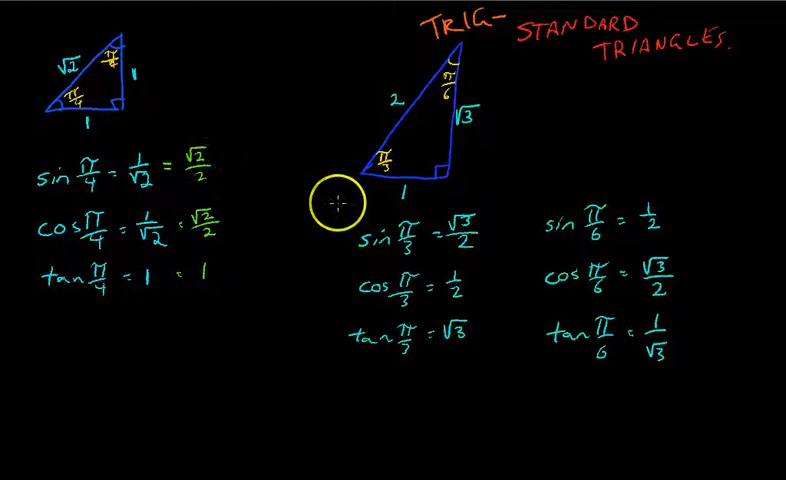 TRIG - STANDARD
TRIANGLES.
√2
π/4
π/4
1
1
sin π/4 = 1/√2 = √2/2
cos π/4 = 1/√2 = √2/2
tan π/4 = 1 = 1
2
π/6
√3
π/3
1
sin π/3 = √3/2
cos π/3 = 1/2
tan π/3 = √3
sin π/6 = 1/2
cos π/6 = √3/2
tan π/6 = 1/√3